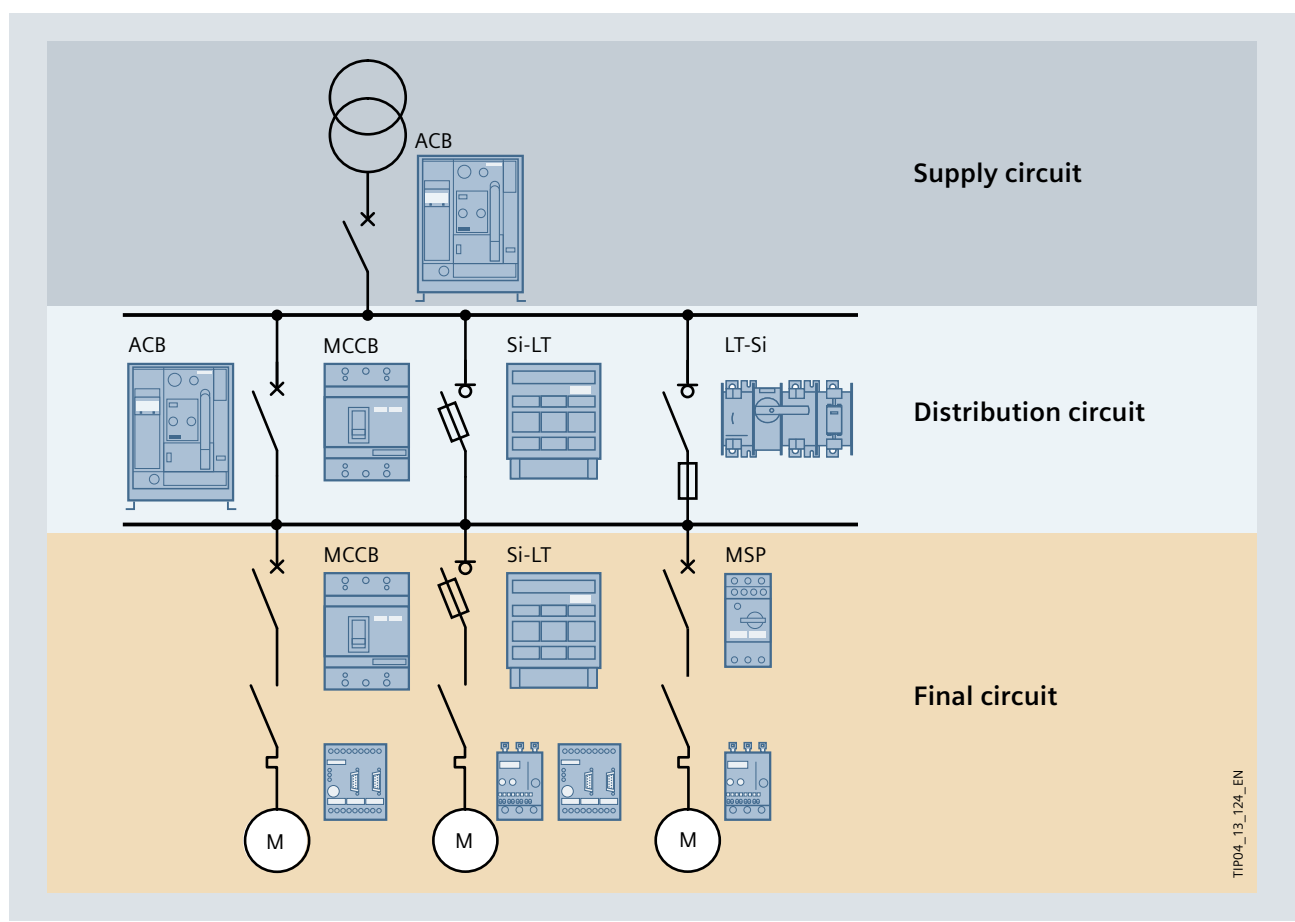 ACB
Supply circuit
ACB
MCCB
Si-LT
LT-Si
Distribution circuit
MCCB
Si-LT
MSP
Final circuit
M
M
M
TIP04_13_124_EN